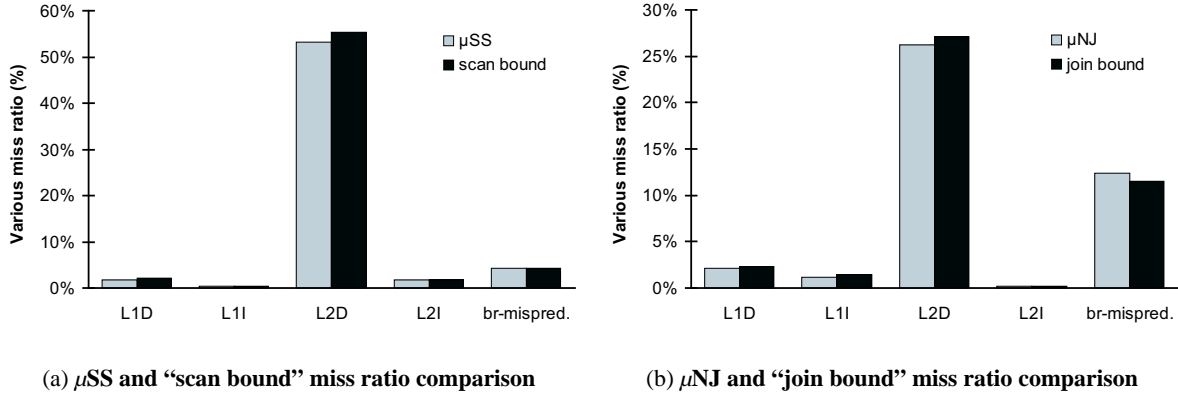 Various miss ratio (%)
60%
50%
40%
30%
20%
10%
0%
µSS
scan bound
L1D L1I L2D L2I br-mispred.
(a) µSS and “scan bound” miss ratio comparison
Various miss ratio (%)
30%
25%
20%
15%
10%
5%
0%
µNJ
join bound
L1D L1I L2D L2I br-mispred.
(b) µNJ and “join bound” miss ratio comparison